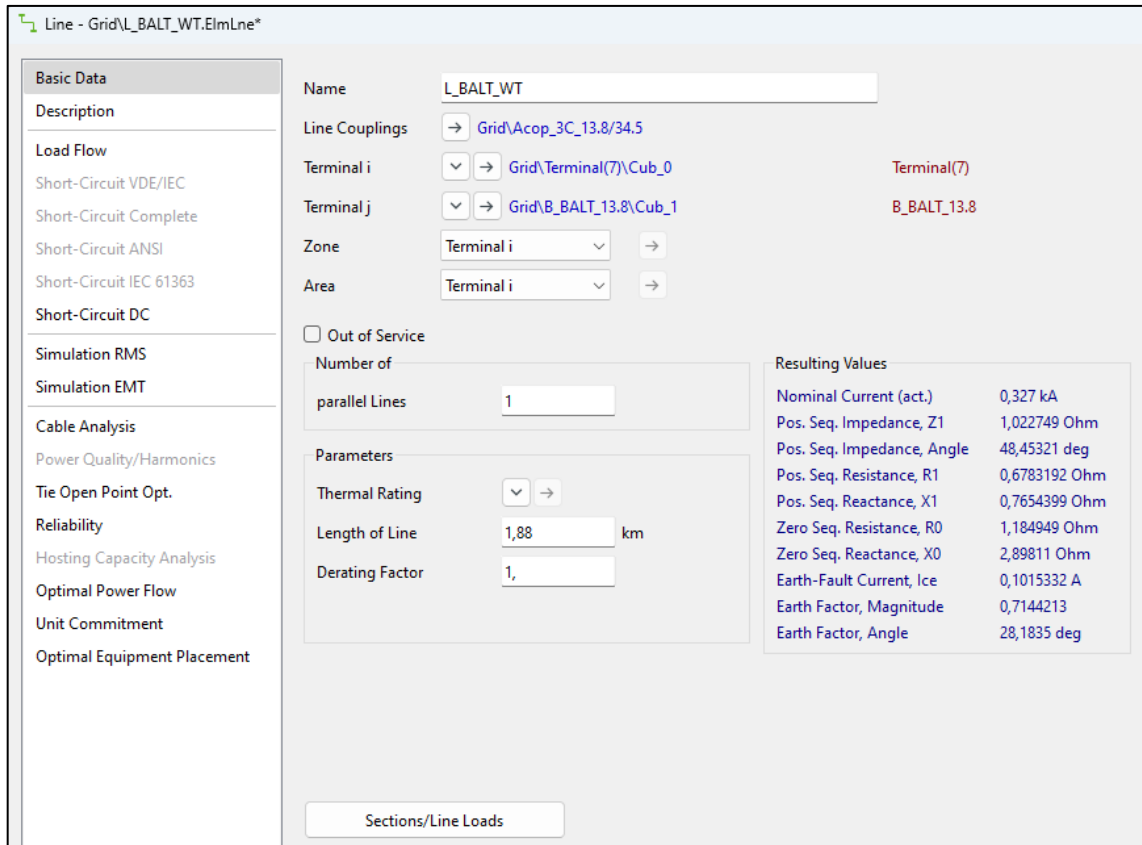 Line - Grid\L_BALT_WT.ElmLne*
Basic Data
Description
Load Flow
Short-Circuit VDE/IEC
Short-Circuit Complete
Short-Circuit ANSI
Short-Circuit IEC 61363
Short-Circuit DC
Simulation RMS
Simulation EMT
Cable Analysis
Power Quality/Harmonics
Tie Open Point Opt.
Reliability
Hosting Capacity Analysis
Optimal Power Flow
Unit Commitment
Optimal Equipment Placement
Name L_BALT_WT
Line Couplings → Grid\Acop_3C_13.8/34.5
Terminal i → Grid\Terminal(7)\Cub_0 Terminal(7)
Terminal j → Grid\B_BALT_13.8\Cub_1 B_BALT_13.8
Zone Terminal i →
Area Terminal i →
Out of Service
Number of
parallel Lines 1
Parameters
Thermal Rating →
Length of Line 1,88 km
Derating Factor 1,
Resulting Values
Nominal Current (act.) 0,327 kA
Pos. Seq. Impedance, Z1 1,022749 Ohm
Pos. Seq. Impedance, Angle 48,45321 deg
Pos. Seq. Resistance, R1 0,6783192 Ohm
Pos. Seq. Reactance, X1 0,7654399 Ohm
Zero Seq. Resistance, R0 1,184949 Ohm
Zero Seq. Reactance, X0 2,89811 Ohm
Earth-Fault Current, Ice 0,1015332 A
Earth Factor, Magnitude 0,7144213
Earth Factor, Angle 28,1835 deg
Sections/Line Loads